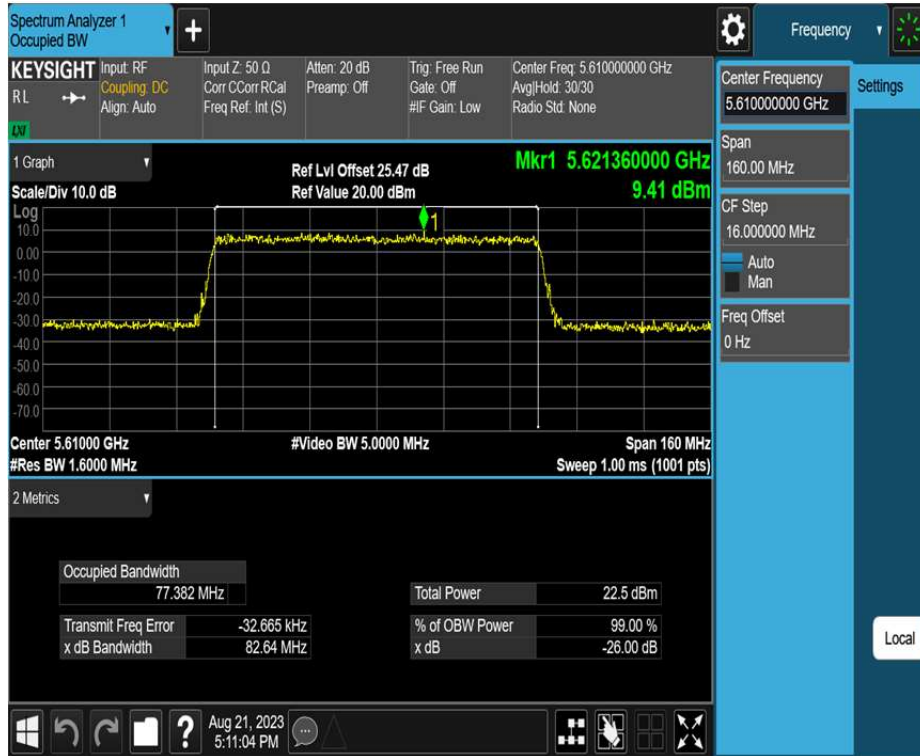 Spectrum Analyzer 1
Occupied BW
Frequency
KEYSIGHT
RL
LXI
Input: RF
Coupling: DC
Align: Auto
Input Z: 50 Ω
Corr CCorr RCal
Freq Ref: Int (S)
Atten: 20 dB
Preamp: Off
Trig: Free Run
Gate: Off
#IF Gain: Low
Center Freq: 5.610000000 GHz
Avg|Hold: 30/30
Radio Std: None
Center Frequency
5.610000000 GHz
Settings
Span
160.00 MHz
CF Step
16.000000 MHz
Auto
Man
Freq Offset
0 Hz
1 Graph
Scale/Div 10.0 dB
Ref Lvl Offset 25.47 dB
Ref Value 20.00 dBm
Mkr1 5.621360000 GHz
9.41 dBm
Log
1
10.0
0.00
-10.0
-20.0
-30.0
-40.0
-50.0
-60.0
-70.0
Center 5.61000 GHz
#Video BW 5.0000 MHz
Span 160 MHz
#Res BW 1.6000 MHz
Sweep 1.00 ms (1001 pts)
2 Metrics
Occupied Bandwidth
77.382 MHz
Total Power 22.5 dBm
Transmit Freq Error -32.665 kHz
% of OBW Power 99.00 %
x dB Bandwidth 82.64 MHz
x dB -26.00 dB
Local
?
Aug 21, 2023
5:11:04 PM